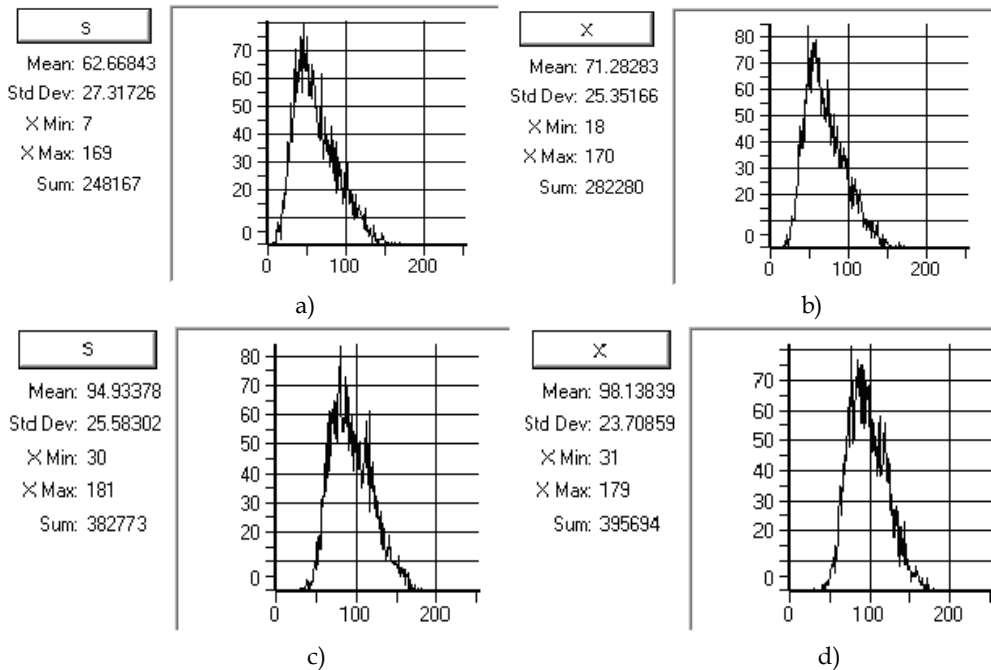 S
Mean: 62.66843
Std Dev: 27.31726
X Min: 7
X Max: 169
Sum: 248167
70
60
50
40
30
20
0
0 100 200
a)
X
Mean: 71.28283
Std Dev: 25.35166
X Min: 18
X Max: 170
Sum: 282280
80
70
60
50
40
30
20
0
0 100 200
b)
S
Mean: 94.93378
Std Dev: 25.58302
X Min: 30
X Max: 181
Sum: 382773
80
70
60
50
40
30
20
0
0 100 200
c)
X
Mean: 98.13839
Std Dev: 23.70859
X Min: 31
X Max: 179
Sum: 395694
70
60
50
40
30
20
0
0 100 200
d)